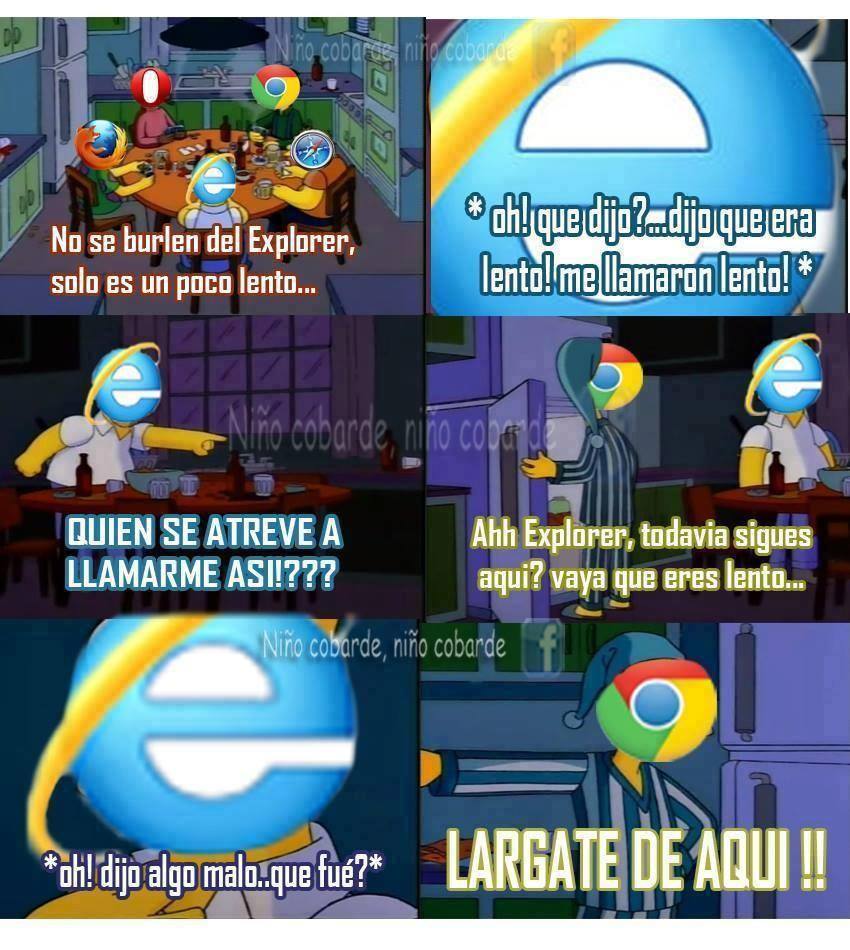 Niño cobarde, niño cobarde
No se burlen del Explorer,
solo es un poco lento...
* oh! que dijo?...dijo que era
lento! me llamaron lento! *
Niño cobarde, niño cobarde
QUIEN SE ATREVE A
LLAMARME ASI!???
Ahh Explorer, todavia sigues
aqui? vaya que eres lento...
Niño cobarde, niño cobarde
*oh! dijo algo malo..que fué?*
LARGATE DE AQUI !!